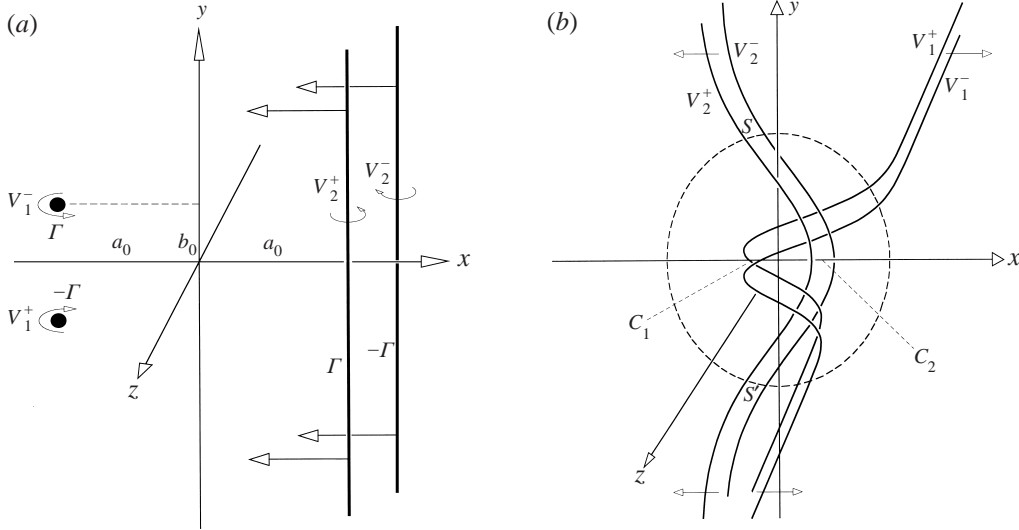 (a)
y
V₁⁻
Γ
a₀
b₀
a₀
x
−Γ
V₁⁺
z
V₂⁺
V₂⁻
Γ
−Γ
(b)
y
V₂⁻
V₁⁺
V₂⁺
V₁⁻
S
x
C₁
C₂
S′
z